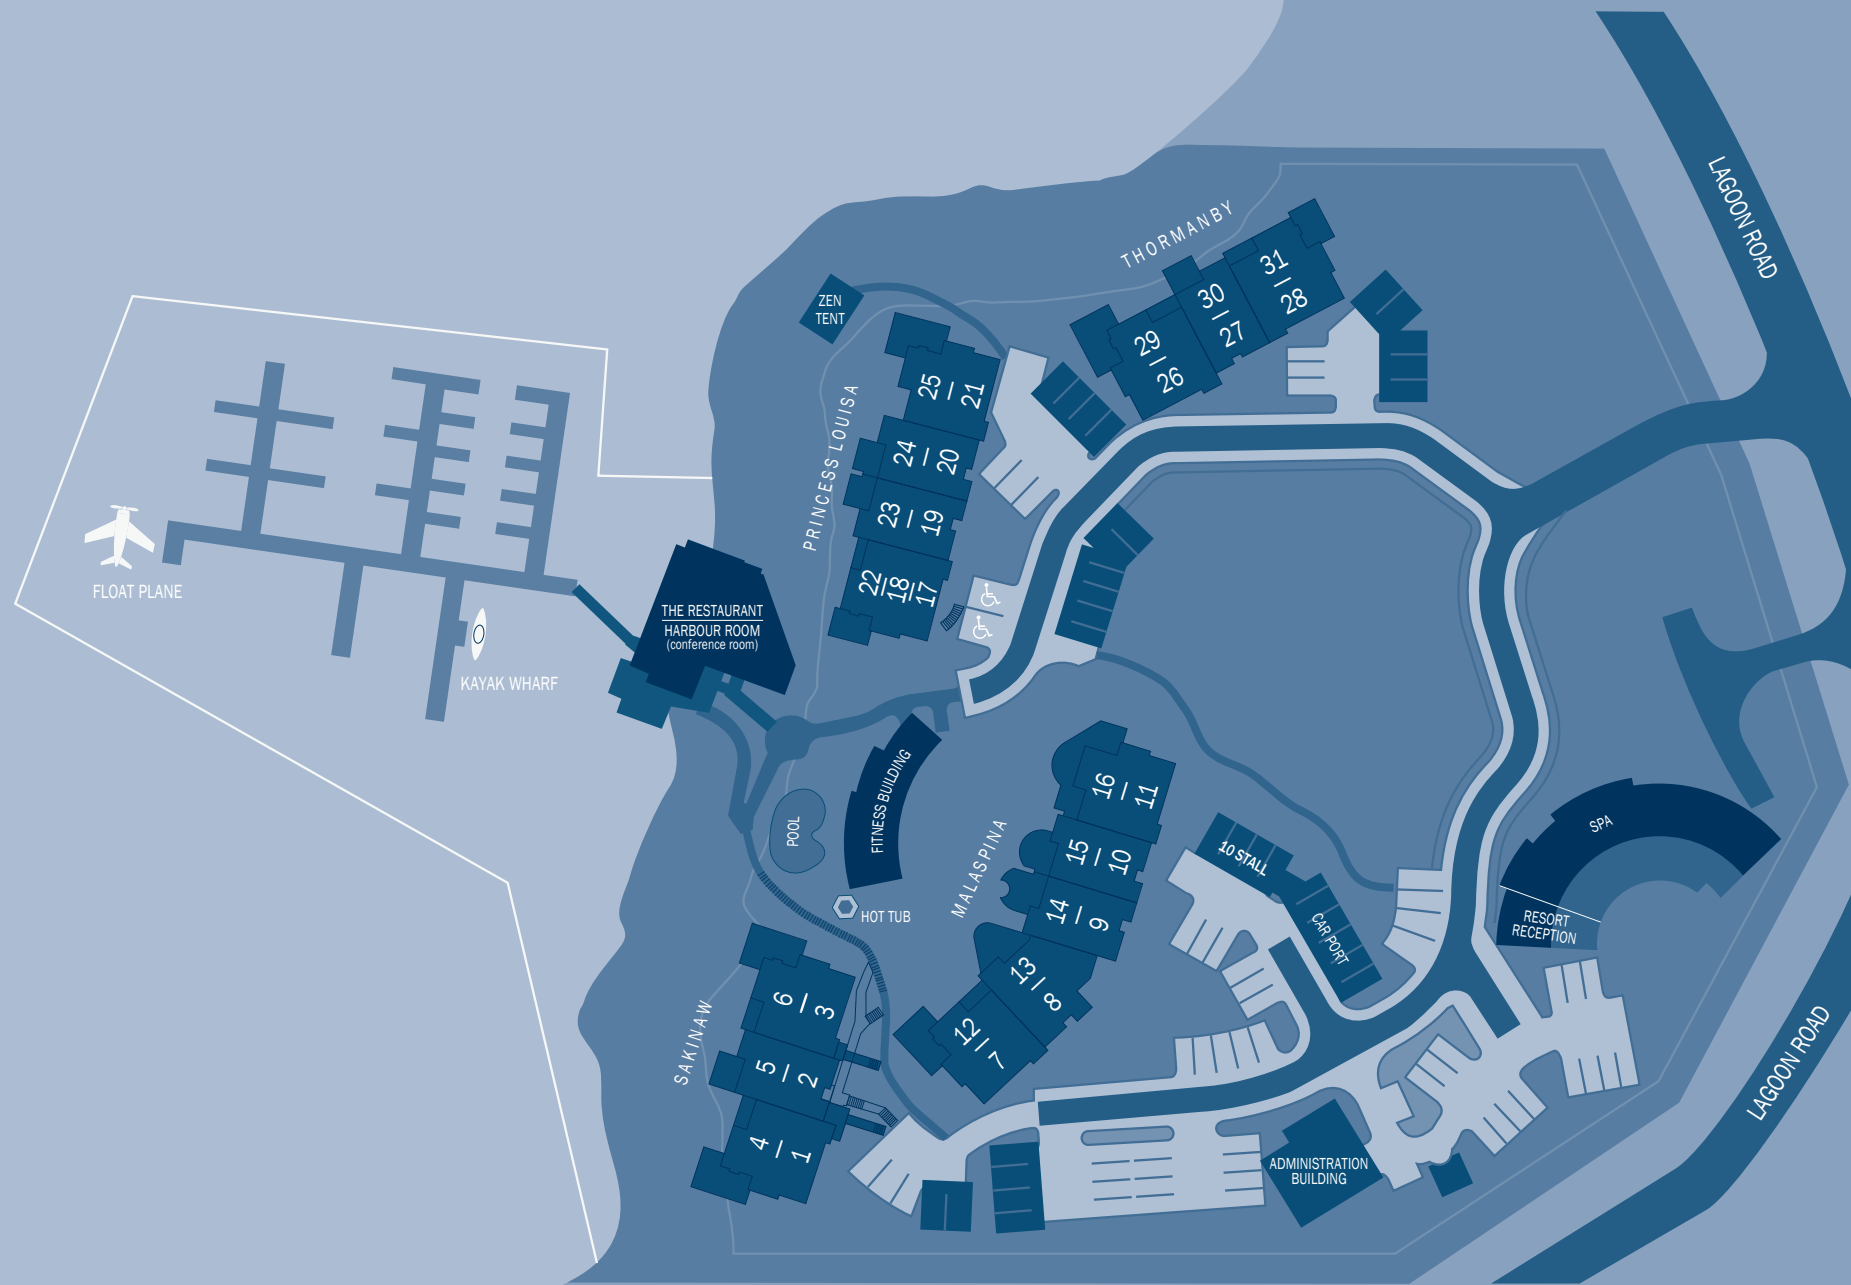 LAGOON ROAD
THORMANBY
31
28
30
27
29
26
ZEN
TENT
PRINCESS LOUISA
25
21
24
20
23
19
22
18
17
FLOAT PLANE
KAYAK WHARF
THE RESTAURANT
HARBOUR ROOM
(conference room)
FITNESS BUILDING
POOL
HOT TUB
MALASPINA
16
11
15
10
14
9
13
8
12
7
10 STALL
CAR PORT
SPA
RESORT
RECEPTION
SAKINAW
6
3
5
2
4
1
ADMINISTRATION
BUILDING
LAGOON ROAD